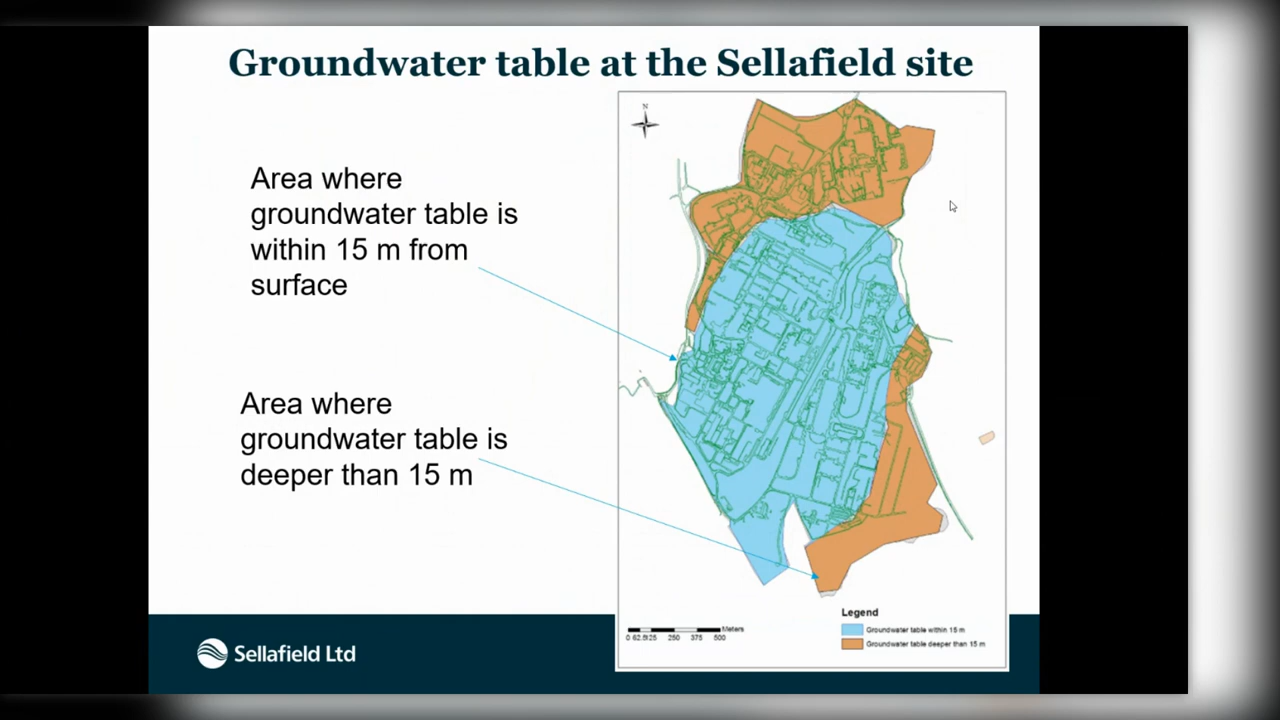 Groundwater table at the Sellafield site
Area where
groundwater table is
within 15 m from
surface
Area where
groundwater table is
deeper than 15 m
N
Legend
Groundwater table within 15 m
Groundwater table deeper than 15 m
Meters
0 62.5125 250 375 500
Sellafield Ltd